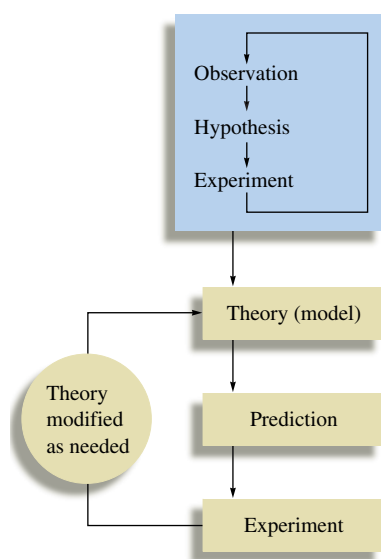 Observation
Hypothesis
Experiment
Theory (model)
Theory
modified
as needed
Prediction
Experiment